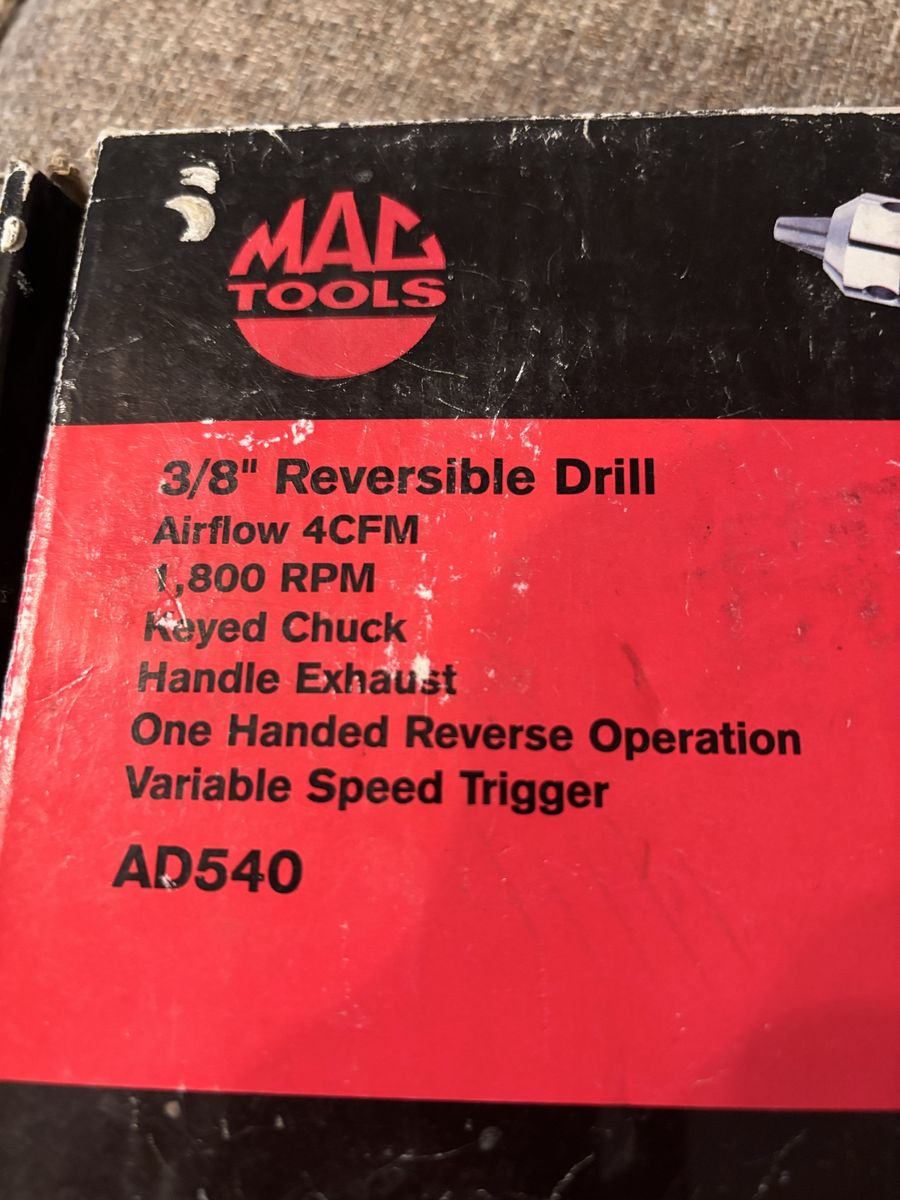 MAC
TOOLS
3/8" Reversible Drill
Airflow 4CFM
1,800 RPM
Keyed Chuck
Handle Exhaust
One Handed Reverse Operation
Variable Speed Trigger
AD540